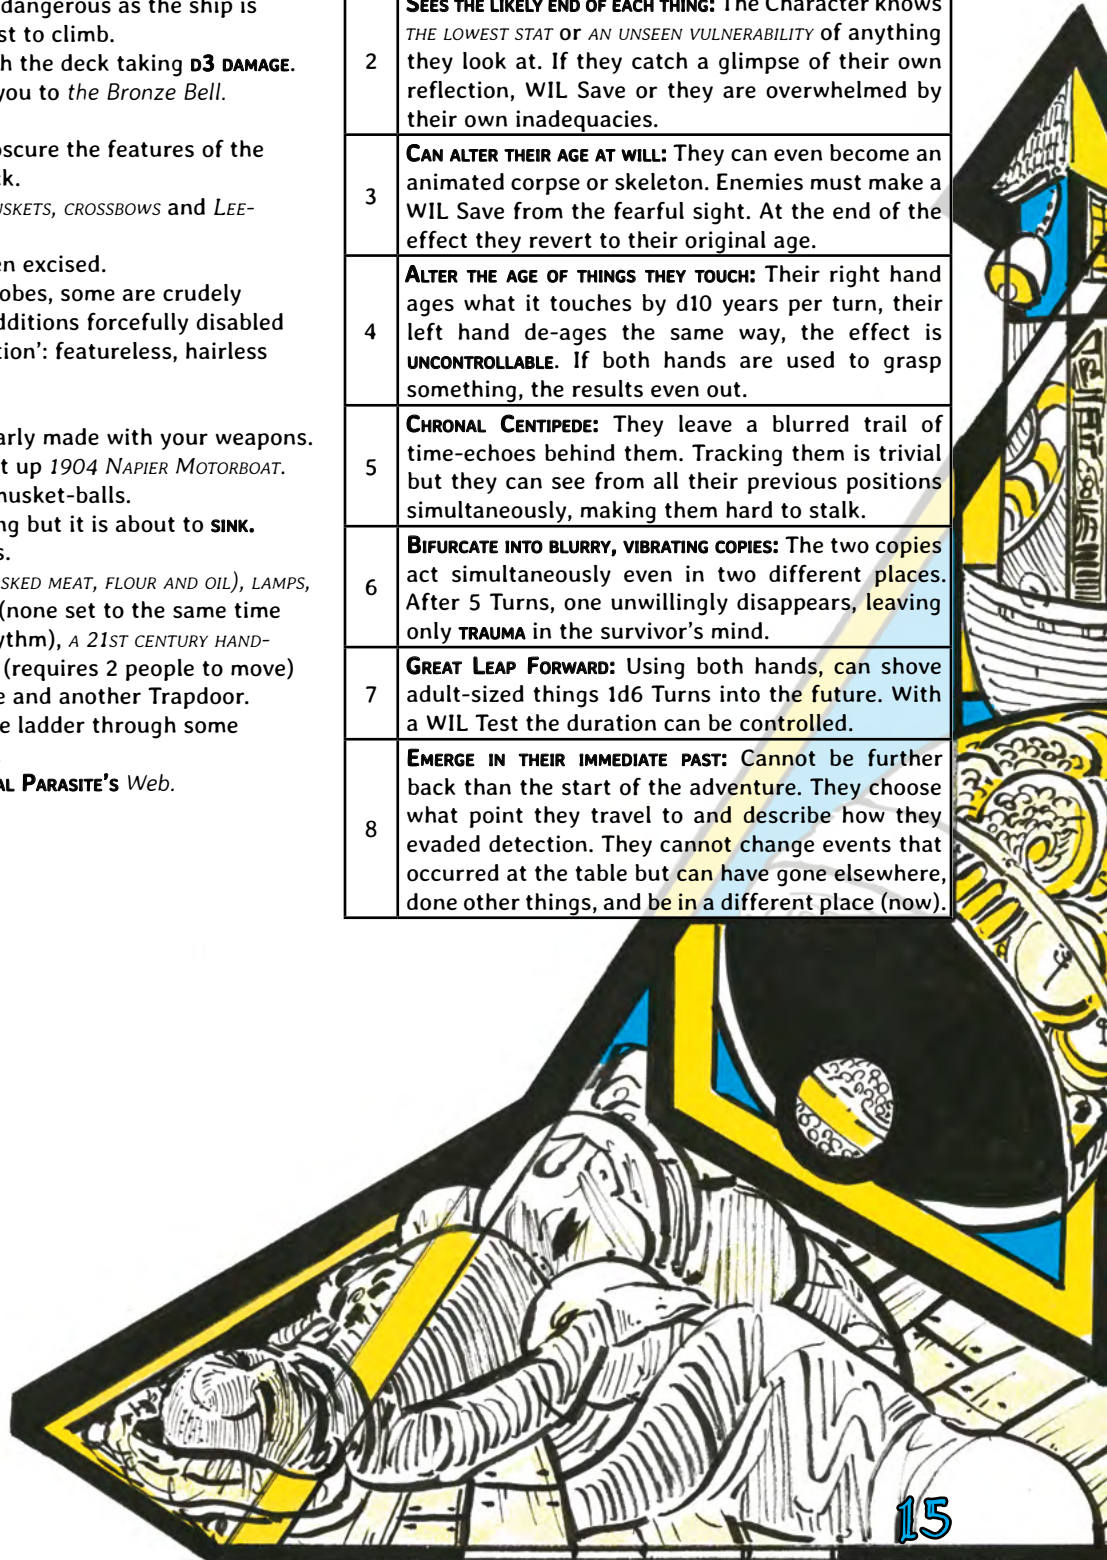 dangerous as the ship is
st to climb.
h the deck taking D3 DAMAGE.
you to the Bronze Bell.
oscure the features of the
ck.
USKETS, CROSSBOWS and LEE-
en excised.
obes, some are crudely
dditions forcefully disabled
tion': featureless, hairless
arly made with your weapons.
t up 1904 NAPIER MOTORBOAT.
musket-balls.
ng but it is about to SINK.
s.
ASKED MEAT, FLOUR AND OIL), LAMPS,
(none set to the same time
ythm), A 21ST CENTURY HAND-
(requires 2 people to move)
e and another Trapdoor.
e ladder through some
AL PARASITE'S Web.
2
SEES THE LIKELY END OF EACH THING: The Character knows
THE LOWEST STAT or AN UNSEEN VULNERABILITY of anything
they look at. If they catch a glimpse of their own
reflection, WIL Save or they are overwhelmed by
their own inadequacies.
3
CAN ALTER THEIR AGE AT WILL: They can even become an
animated corpse or skeleton. Enemies must make a
WIL Save from the fearful sight. At the end of the
effect they revert to their original age.
4
ALTER THE AGE OF THINGS THEY TOUCH: Their right hand
ages what it touches by d10 years per turn, their
left hand de-ages the same way, the effect is
UNCONTROLLABLE. If both hands are used to grasp
something, the results even out.
5
CHRONAL CENTIPEDE: They leave a blurred trail of
time-echoes behind them. Tracking them is trivial
but they can see from all their previous positions
simultaneously, making them hard to stalk.
6
BIFURCATE INTO BLURRY, VIBRATING COPIES: The two copies
act simultaneously even in two different places.
After 5 Turns, one unwillingly disappears, leaving
only TRAUMA in the survivor's mind.
7
GREAT LEAP FORWARD: Using both hands, can shove
adult-sized things 1d6 Turns into the future. With
a WIL Test the duration can be controlled.
8
EMERGE IN THEIR IMMEDIATE PAST: Cannot be further
back than the start of the adventure. They choose
what point they travel to and describe how they
evaded detection. They cannot change events that
occurred at the table but can have gone elsewhere,
done other things, and be in a different place (now).
15